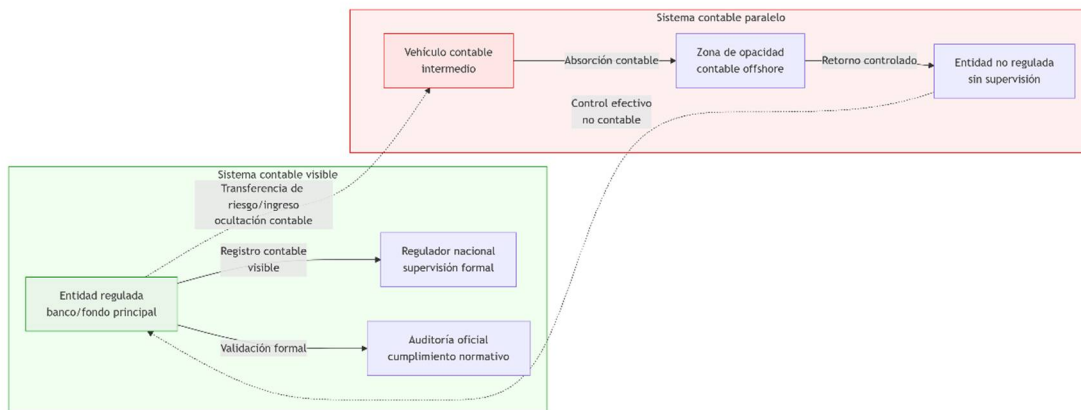 Sistema contable paralelo
Vehículo contable
intermedio
Absorción contable
Zona de opacidad
contable offshore
Retorno controlado
Entidad no regulada
sin supervisión
Control efectivo
no contable
Sistema contable visible
Transferencia de
riesgo/ingreso
ocultación contable
Registro contable
visible
Regulador nacional
supervisión formal
Entidad regulada
banco/fondo principal
Validación formal
Auditoría oficial
cumplimiento normativo